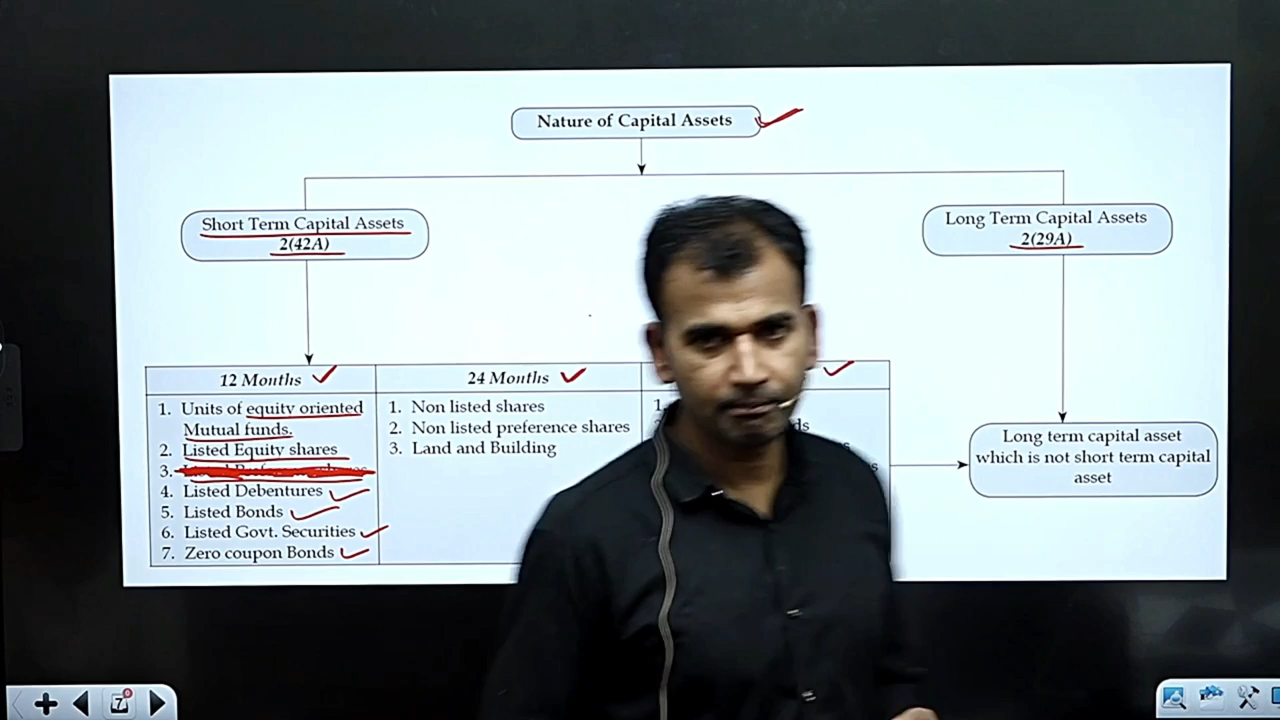 Nature of Capital Assets
Short Term Capital Assets
2(42A)
Long Term Capital Assets
2(29A)
12 Months
1. Units of equity oriented
Mutual funds.
2. Listed Equity shares
3.
4. Listed Debentures
5. Listed Bonds
6. Listed Govt. Securities
7. Zero coupon Bonds
24 Months
1. Non listed shares
2. Non listed preference shares
3. Land and Building
1.
Long term capital asset
which is not short term capital
asset
7